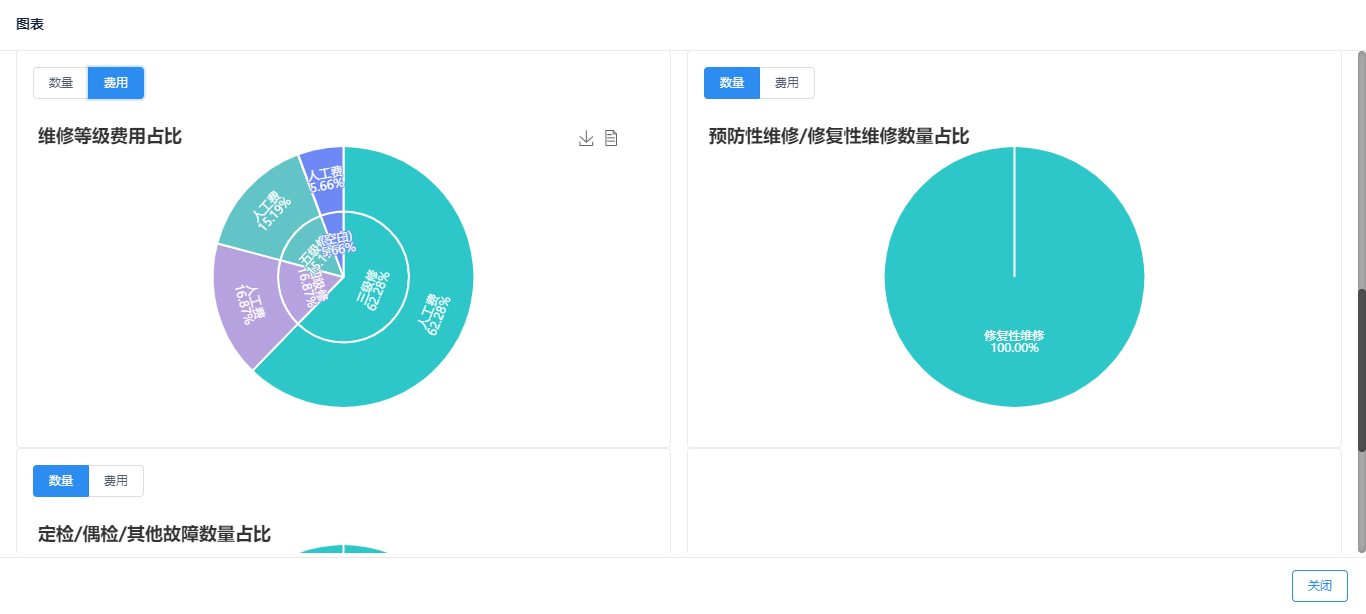 图表
数量
费用
维修等级费用占比
人工费
5.66%
人工费
15.19%
(空白)
5.66%
五级修
15.19%
四级修
16.87%
人工费
16.87%
三级修
62.28%
人工费
62.28%
数量
费用
预防性维修/修复性维修数量占比
修复性维修
100.00%
数量
费用
定检/偶检/其他故障数量占比
关闭